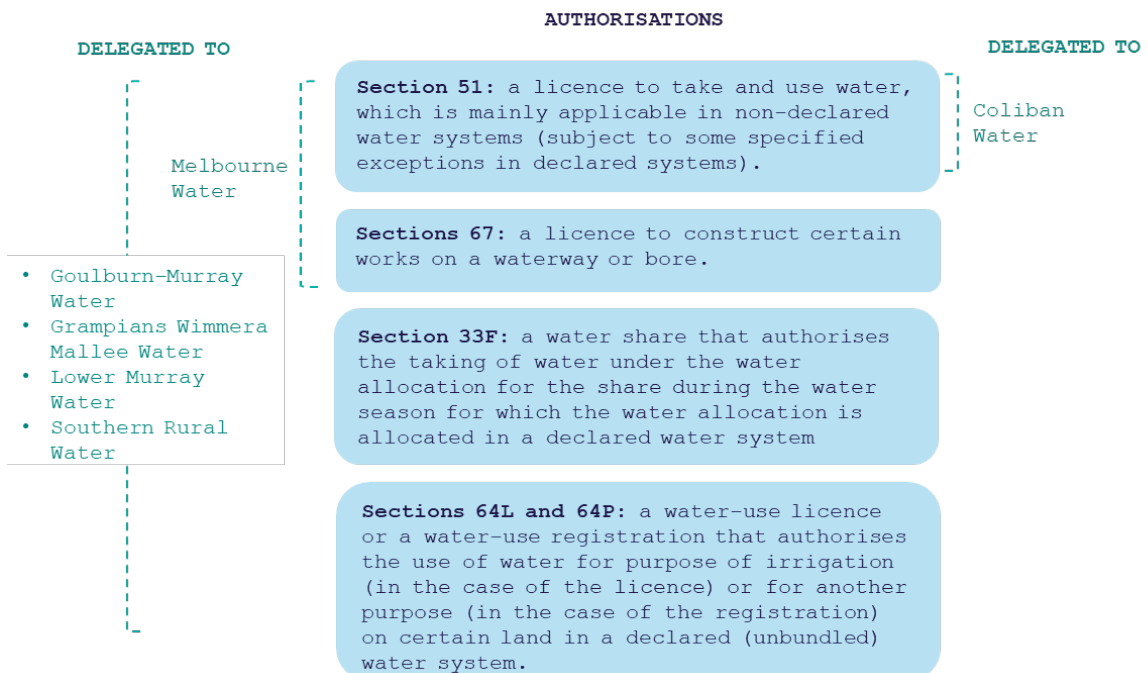 AUTHORISATIONS
DELEGATED TO
DELEGATED TO
Section 51: a licence to take and use water,
which is mainly applicable in non-declared
water systems (subject to some specified
exceptions in declared systems).
Coliban
Water
Melbourne
Water
Sections 67: a licence to construct certain
works on a waterway or bore.
• Goulburn-Murray
Water
• Grampians Wimmera
Mallee Water
• Lower Murray
Water
• Southern Rural
Water
Section 33F: a water share that authorises
the taking of water under the water
allocation for the share during the water
season for which the water allocation is
allocated in a declared water system
Sections 64L and 64P: a water-use licence
or a water-use registration that authorises
the use of water for purpose of irrigation
(in the case of the licence) or for another
purpose (in the case of the registration)
on certain land in a declared (unbundled)
water system.